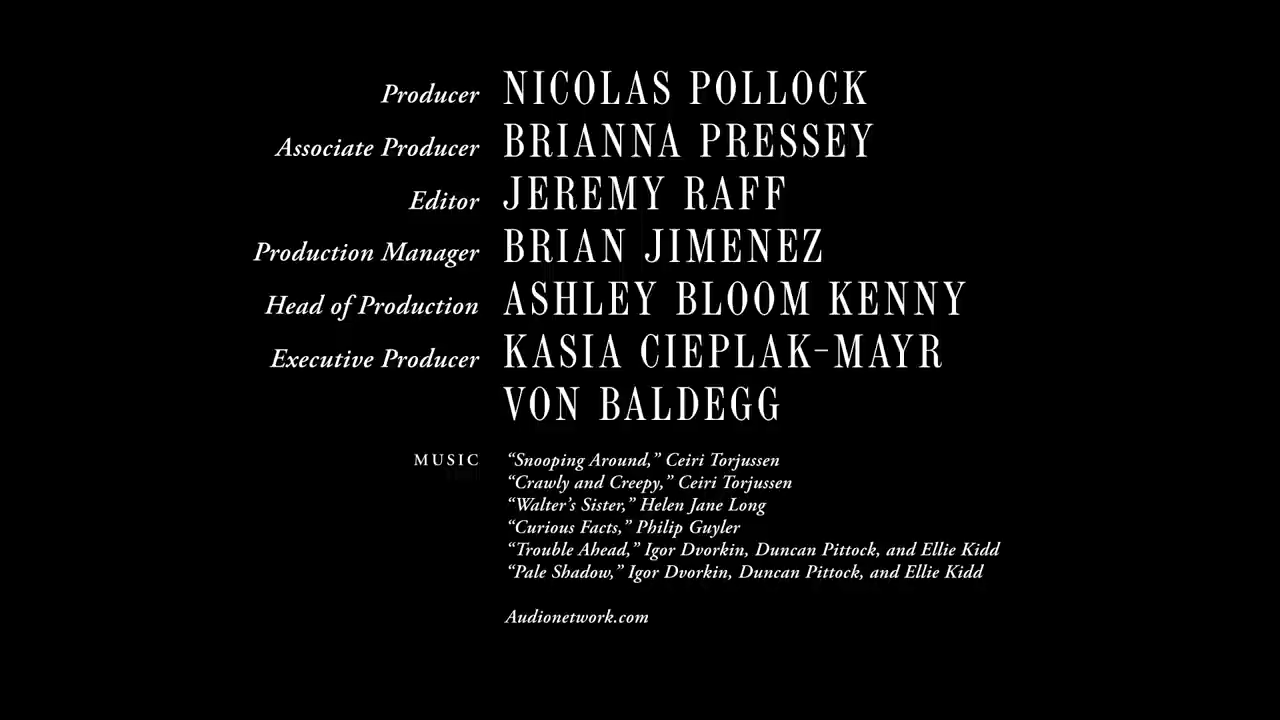 Producer NICOLAS POLLOCK
Associate Producer BRIANNA PRESSEY
Editor JEREMY RAFF
Production Manager BRIAN JIMENEZ
Head of Production ASHLEY BLOOM KENNY
Executive Producer KASIA CIEPLAK-MAYR
VON BALDEGG
MUSIC “Snooping Around,” Ceiri Torjussen
“Crawly and Creepy,” Ceiri Torjussen
“Walter’s Sister,” Helen Jane Long
“Curious Facts,” Philip Guyler
“Trouble Ahead,” Igor Dvorkin, Duncan Pittock, and Ellie Kidd
“Pale Shadow,” Igor Dvorkin, Duncan Pittock, and Ellie Kidd
Audionetwork.com